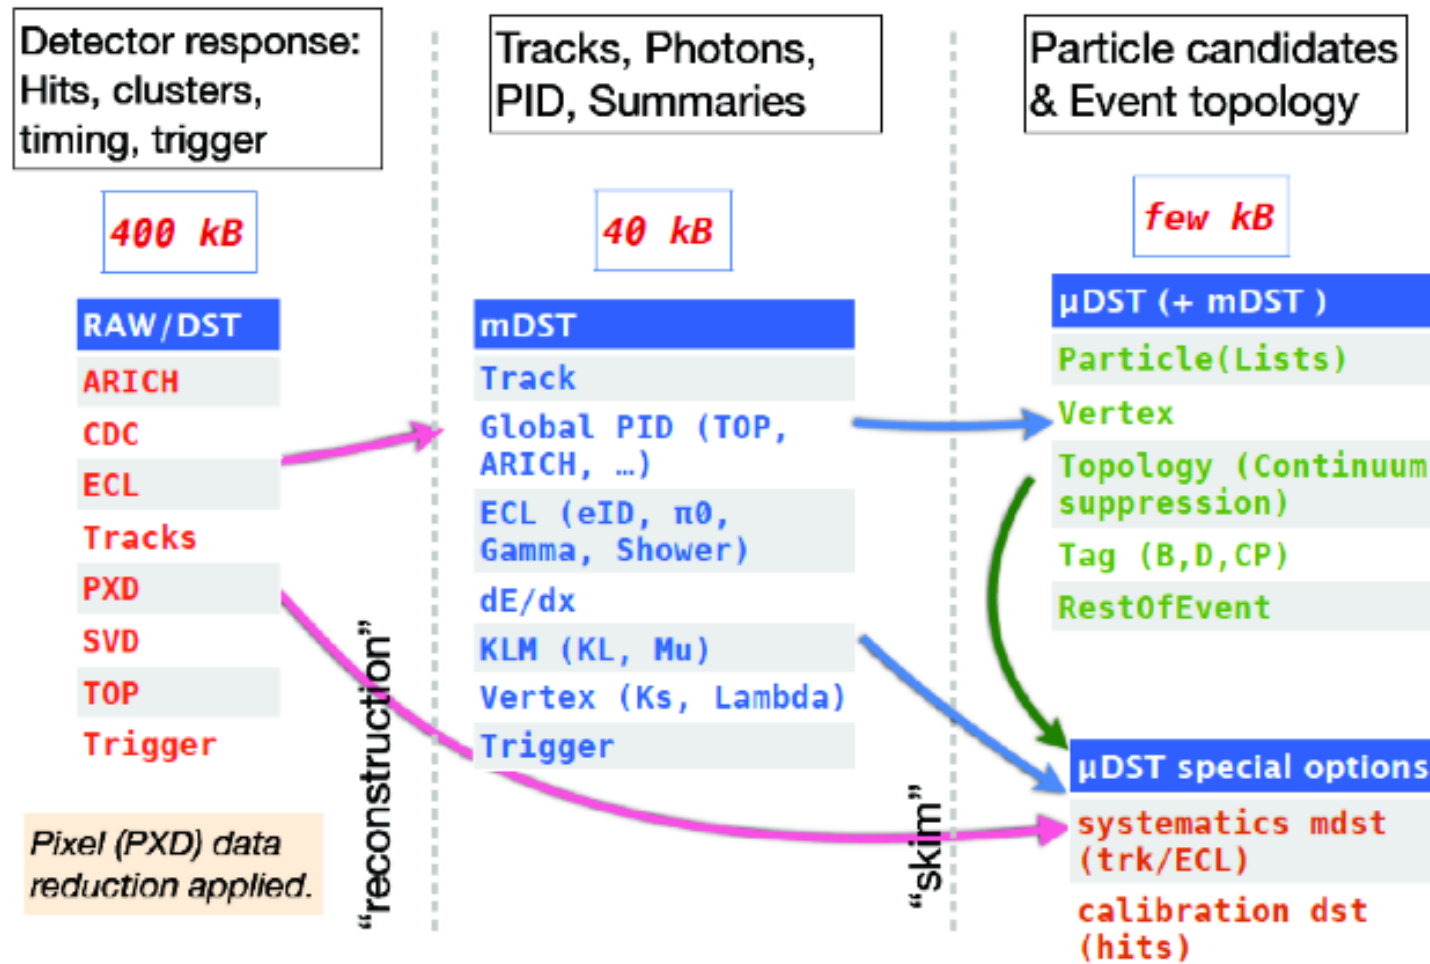 Detector response:
Hits, clusters,
timing, trigger
400 kB
RAW/DST
ARICH
CDC
ECL
Tracks
PXD
SVD
TOP
Trigger
Pixel (PXD) data
reduction applied.
“reconstruction”
Tracks, Photons,
PID, Summaries
40 kB
mDST
Track
Global PID (TOP,
ARICH, …)
ECL (eID, π0,
Gamma, Shower)
dE/dx
KLM (KL, Mu)
Vertex (Ks, Lambda)
Trigger
“skim”
Particle candidates
& Event topology
few kB
μDST (+ mDST )
Particle(Lists)
Vertex
Topology (Continuum
suppression)
Tag (B,D,CP)
RestOfEvent
μDST special options
systematics mdst
(trk/ECL)
calibration dst
(hits)